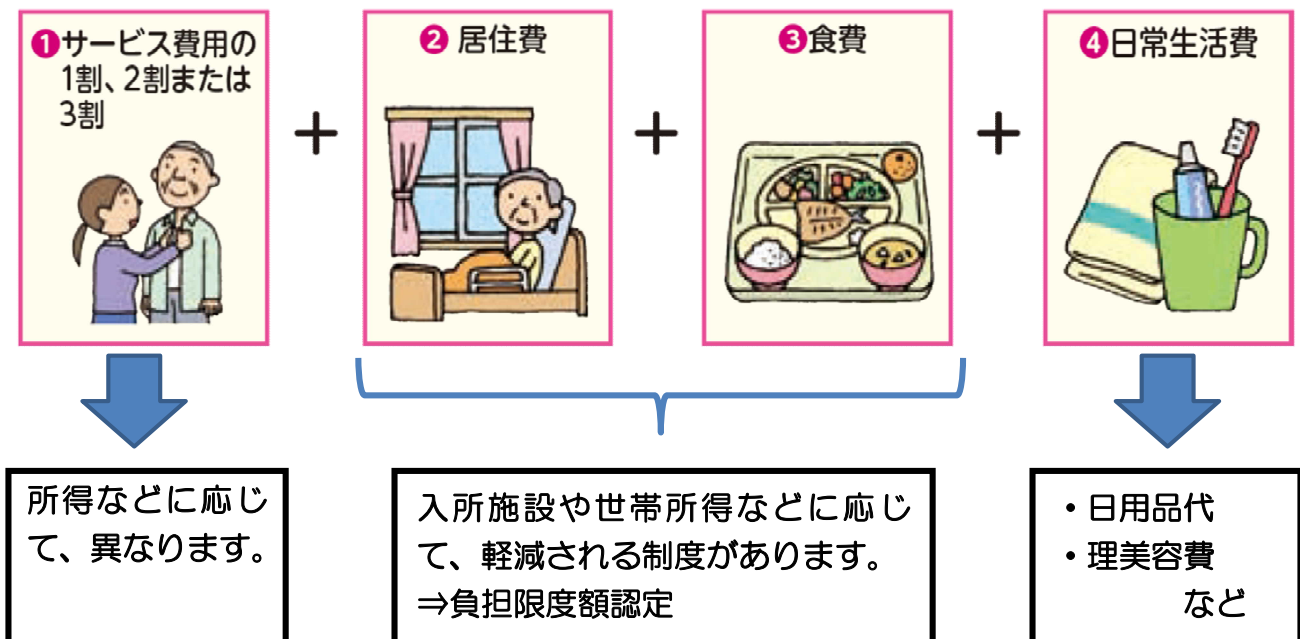 ❶サービス費用の
1割、2割または
3割
＋
❷ 居住費
＋
❸食費
＋
❹日常生活費
所得などに応じ
て、異なります。
入所施設や世帯所得などに応じ
て、軽減される制度があります。
⇒負担限度額認定
・日用品代
・理美容費
など